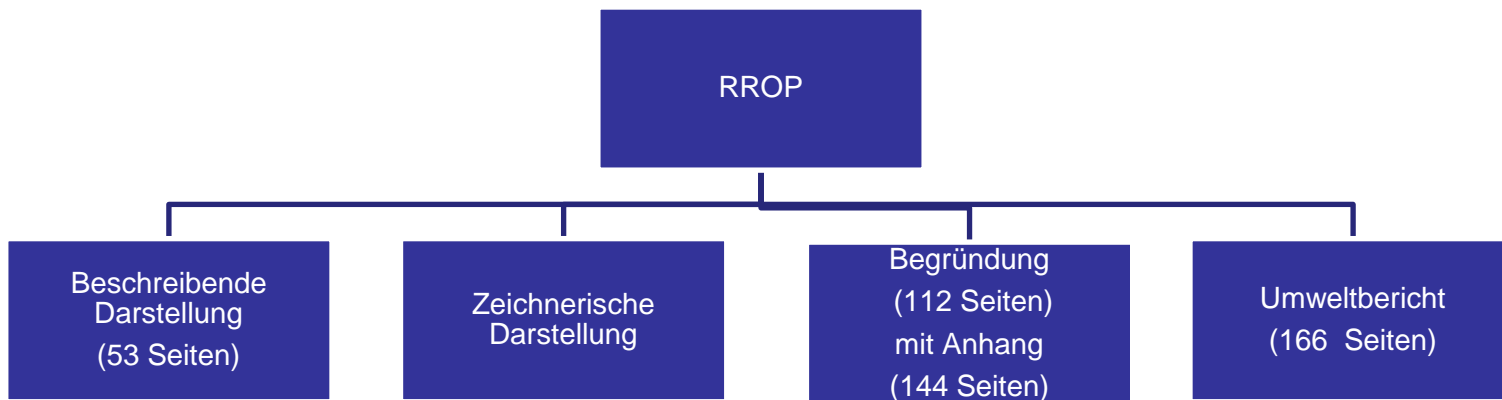 RROP
Beschreibende
Darstellung
(53 Seiten)
Zeichnerische
Darstellung
Begründung
(112 Seiten)
mit Anhang
(144 Seiten)
Umweltbericht
(166 Seiten)